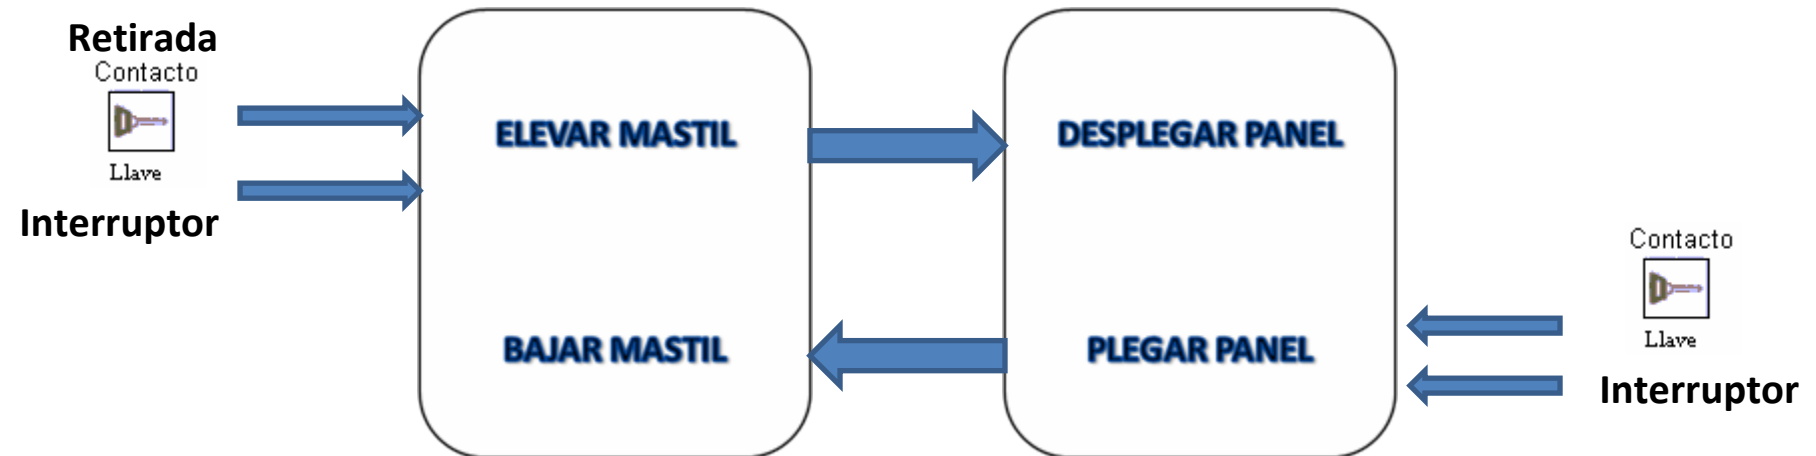 Retirada
Contacto
Llave
Interruptor
ELEVAR MASTIL
DESPLEGAR PANEL
BAJAR MASTIL
PLEGAR PANEL
Contacto
Llave
Interruptor